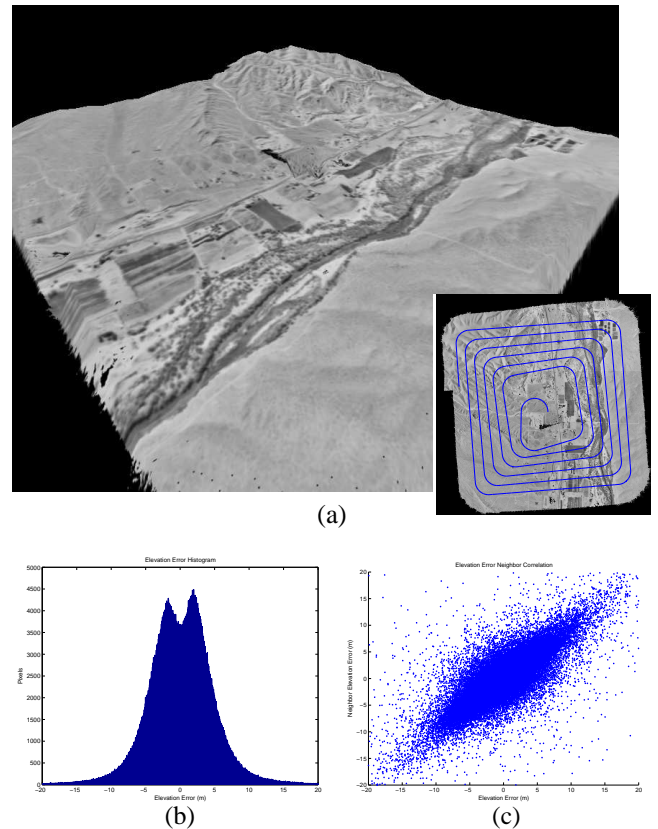 (a)
Elevation Error Histogram
5000
4500
4000
3500
3000
2500
2000
1500
1000
500
0
Pixels
−20 −15 −10 −5 0 5 10 15 20
Elevation Error (m)
(b)
Elevation Error Neighbor Correlation
20
15
10
5
0
−5
−10
−15
−20
Neighbor Elevation Error (m)
−20 −15 −10 −5 0 5 10 15 20
Elevation Error (m)
(c)